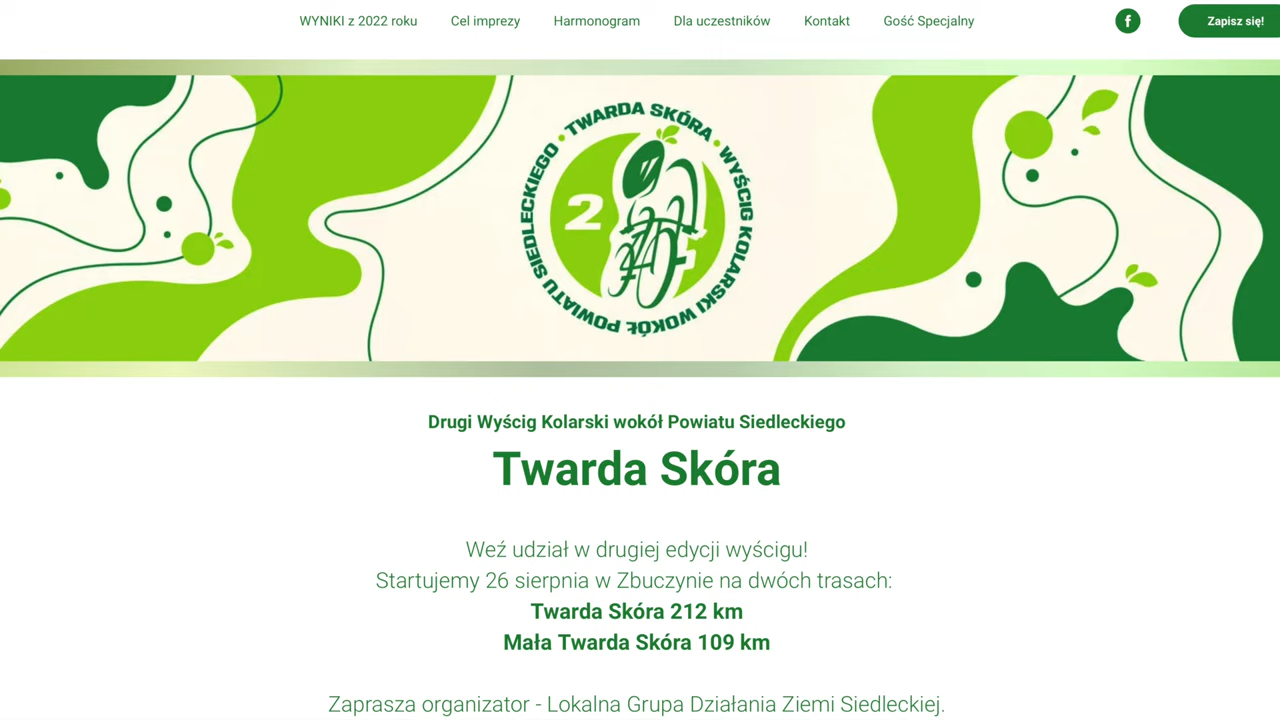 WYNIKI z 2022 roku
Cel imprezy
Harmonogram
Dla uczestników
Kontakt
Gość Specjalny
f
Zapisz się!
TWARDA SKÓRA • WYŚCIG KOLARSKI WOKÓŁ POWIATU SIEDLECKIEGO •
2
Drugi Wyścig Kolarski wokół Powiatu Siedleckiego
Twarda Skóra
Weź udział w drugiej edycji wyścigu!
Startujemy 26 sierpnia w Zbuczynie na dwóch trasach:
Twarda Skóra 212 km
Mała Twarda Skóra 109 km
Zaprasza organizator - Lokalna Grupa Działania Ziemi Siedleckiej.